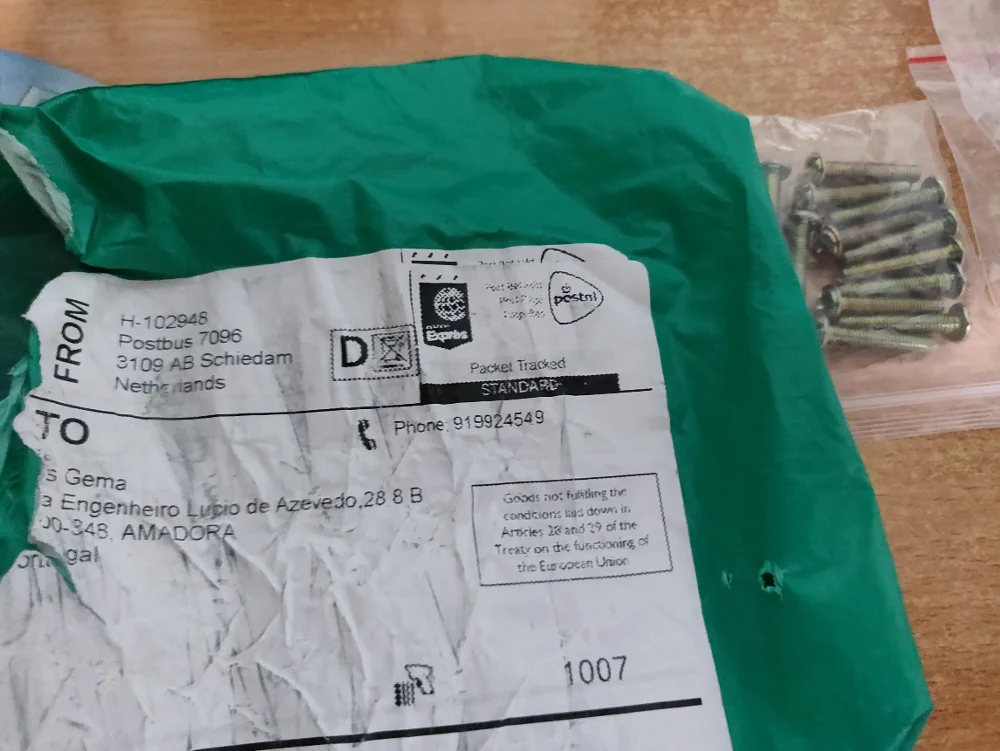 FROM
H-102948
Postbus 7096
3109 AB Schiedam
Netherlands
D
Express
postnl
Packet Tracked
STANDARD
TO
Phone: 919924549
s Gema
a Engenheiro Lupio de Azevedo,28 8 B
00-348, AMADORA
Portugal
Goods not fulfilling the
conditions laid down in
Articles 28 and 29 of the
Treaty on the functioning of
the European Union
1007